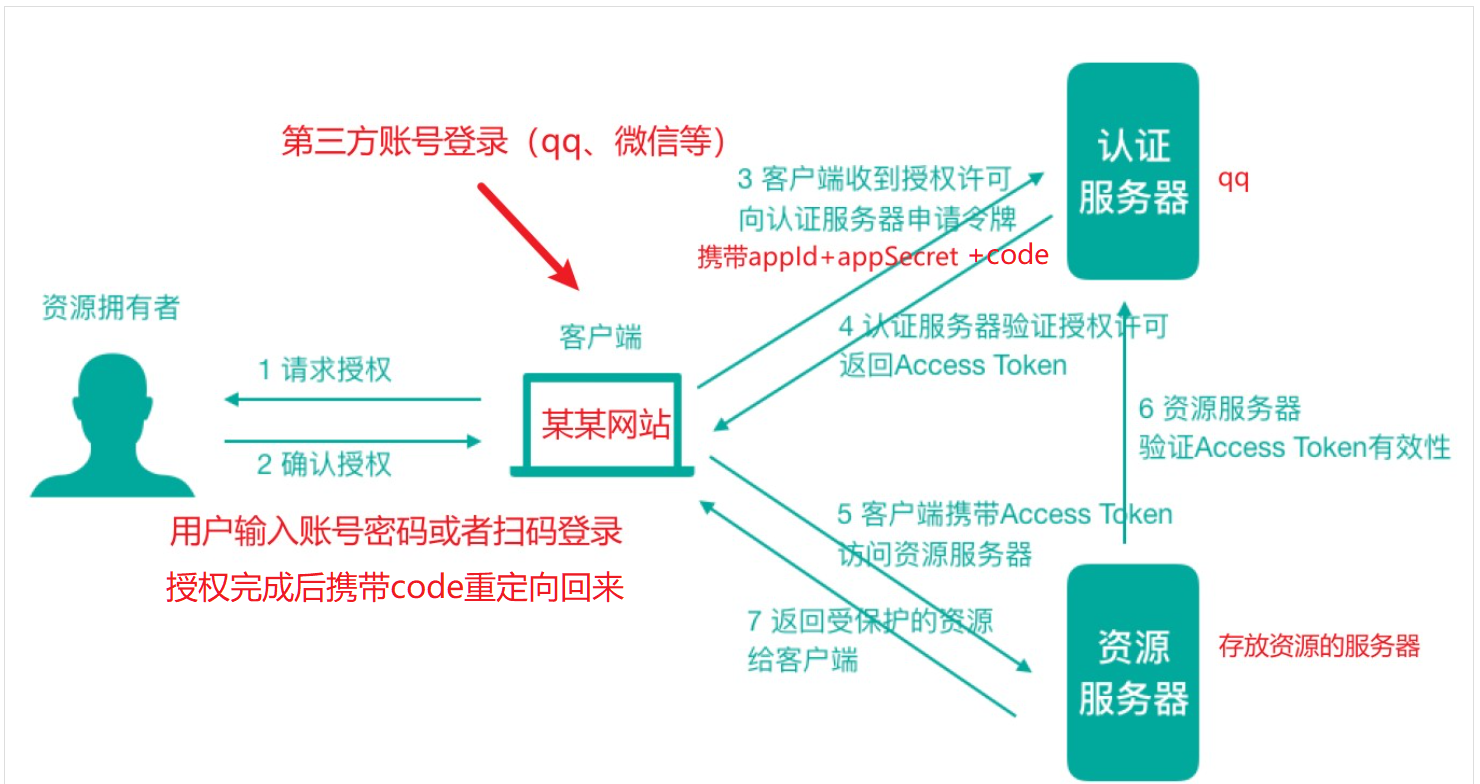 第三方账号登录（qq、微信等）
认证
服务器
qq
3 客户端收到授权许可
向认证服务器申请令牌
携带appId+appSecret +code
资源拥有者
客户端
4 认证服务器验证授权许可
返回Access Token
1 请求授权
某某网站
2 确认授权
6 资源服务器
验证Access Token有效性
用户输入账号密码或者扫码登录
授权完成后携带code重定向回来
5 客户端携带Access Token
访问资源服务器
7 返回受保护的资源
给客户端
资源
服务器
存放资源的服务器